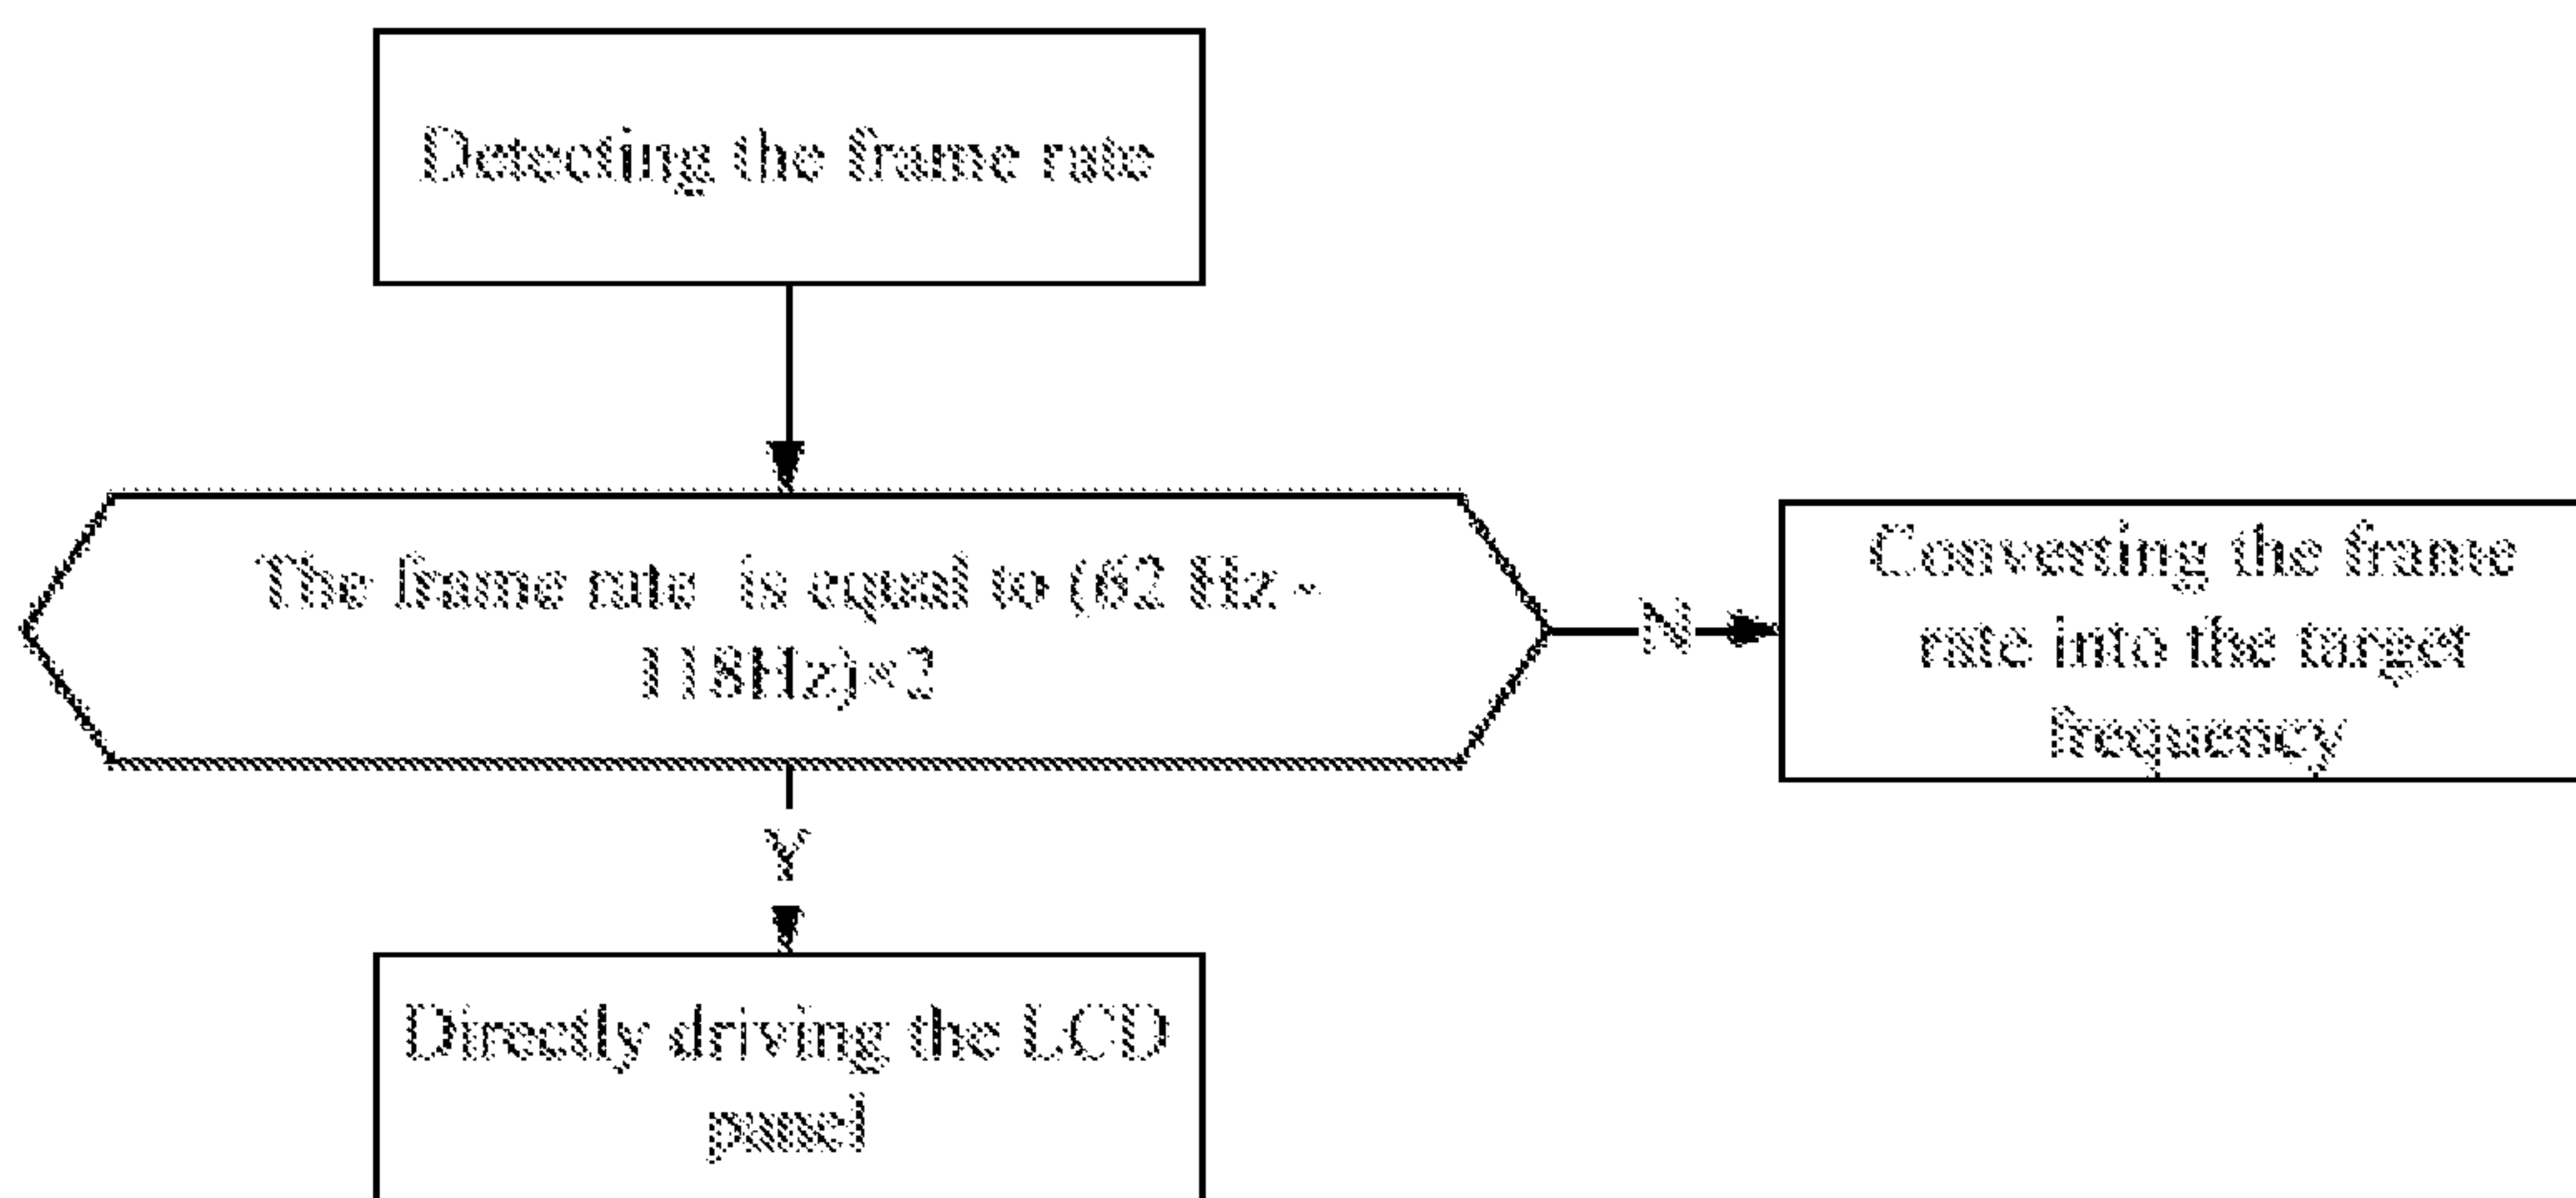 Detecting the frame rate
The frame rate is equal to (62 Hz ~
118Hz)×2
N
Converting the frame
rate into the target
frequency
Y
Directly driving the LCD
panel